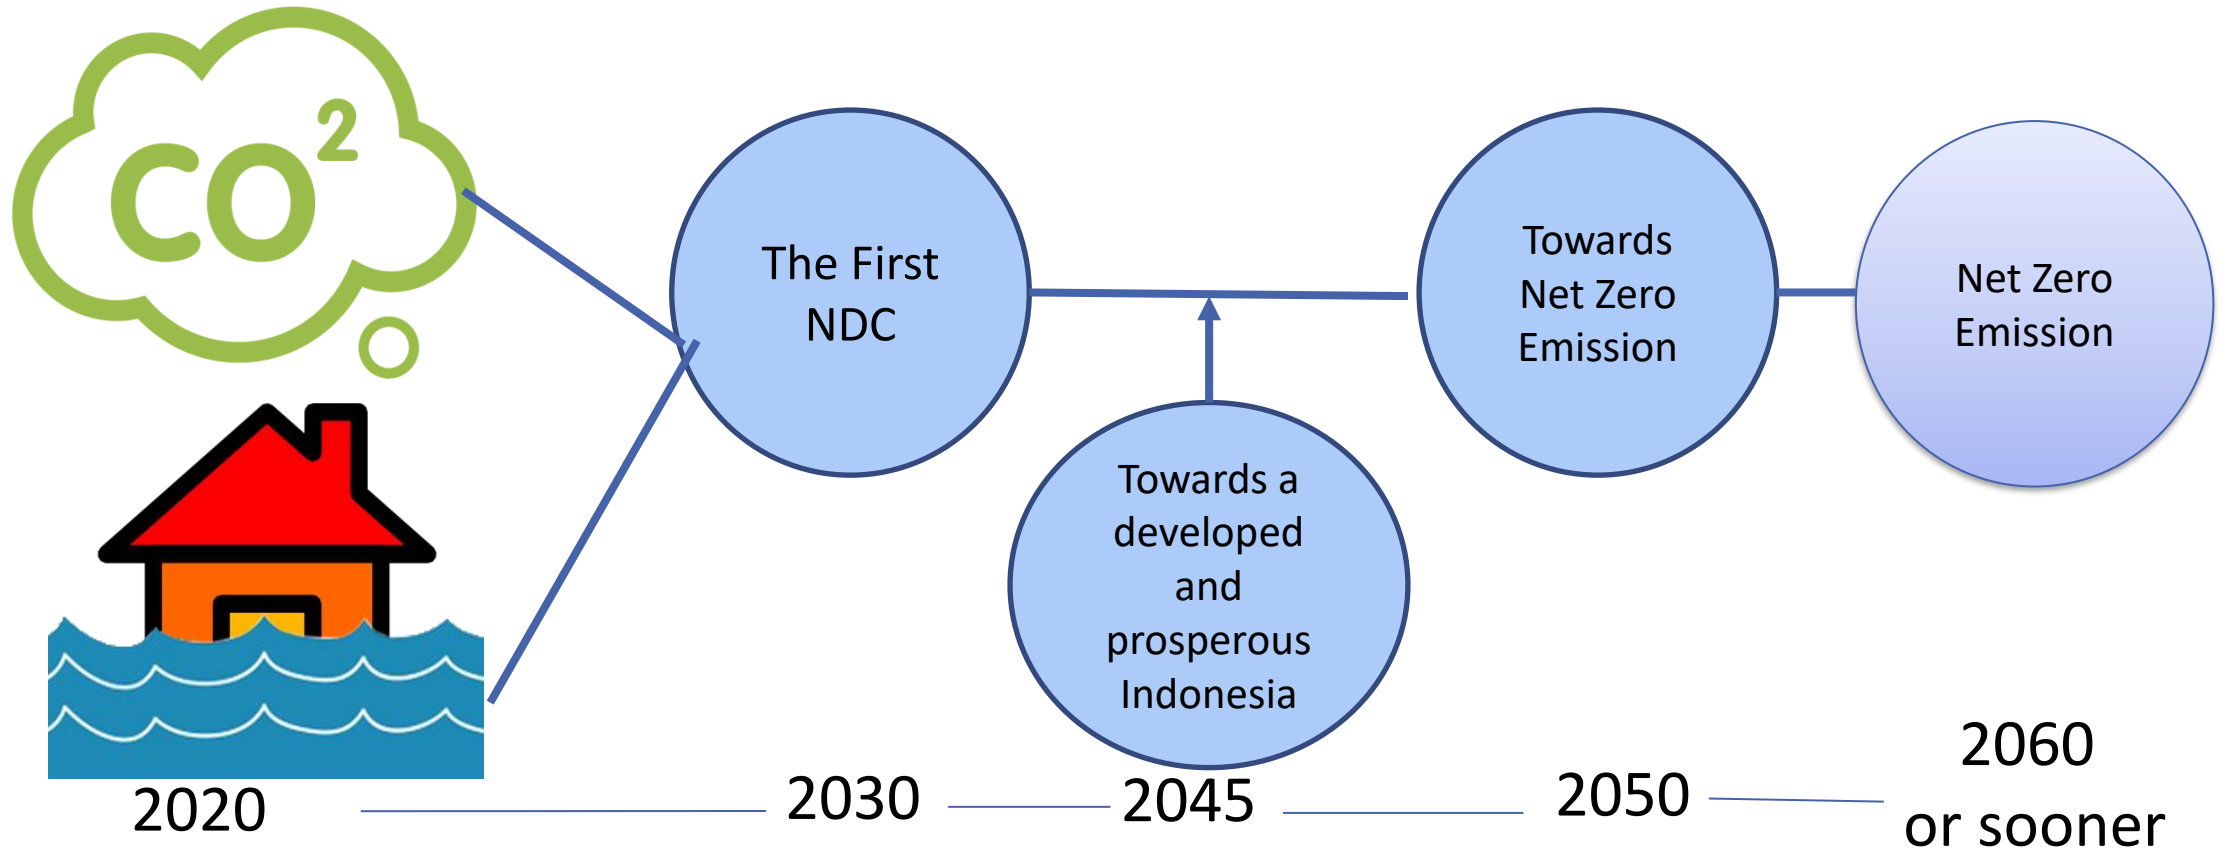 CO²
The First
NDC
Towards a
developed
and
prosperous
Indonesia
Towards
Net Zero
Emission
Net Zero
Emission
2020
2030
2045
2050
2060
or sooner